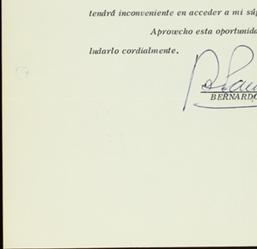 tendrá inconveniente en acceder a mi
Aprovecho esta
ludarlo cordialmente.
BERNARDO